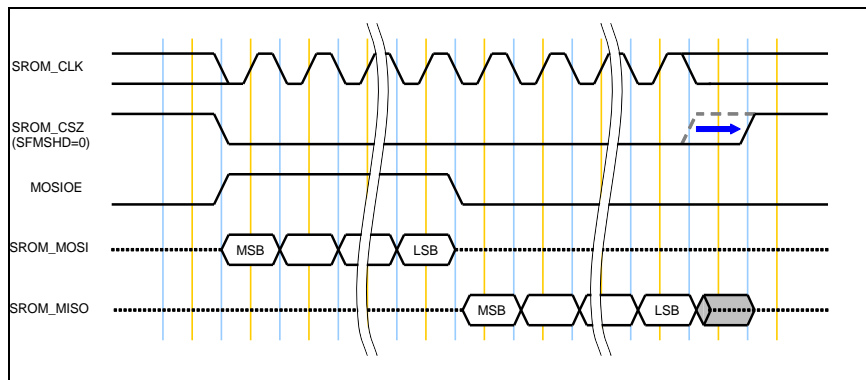 SROM_CLK
SROM_CSZ
(SFMSHD=0)
MOSIOE
SROM_MOSI
MSB
LSB
SROM_MISO
MSB
LSB